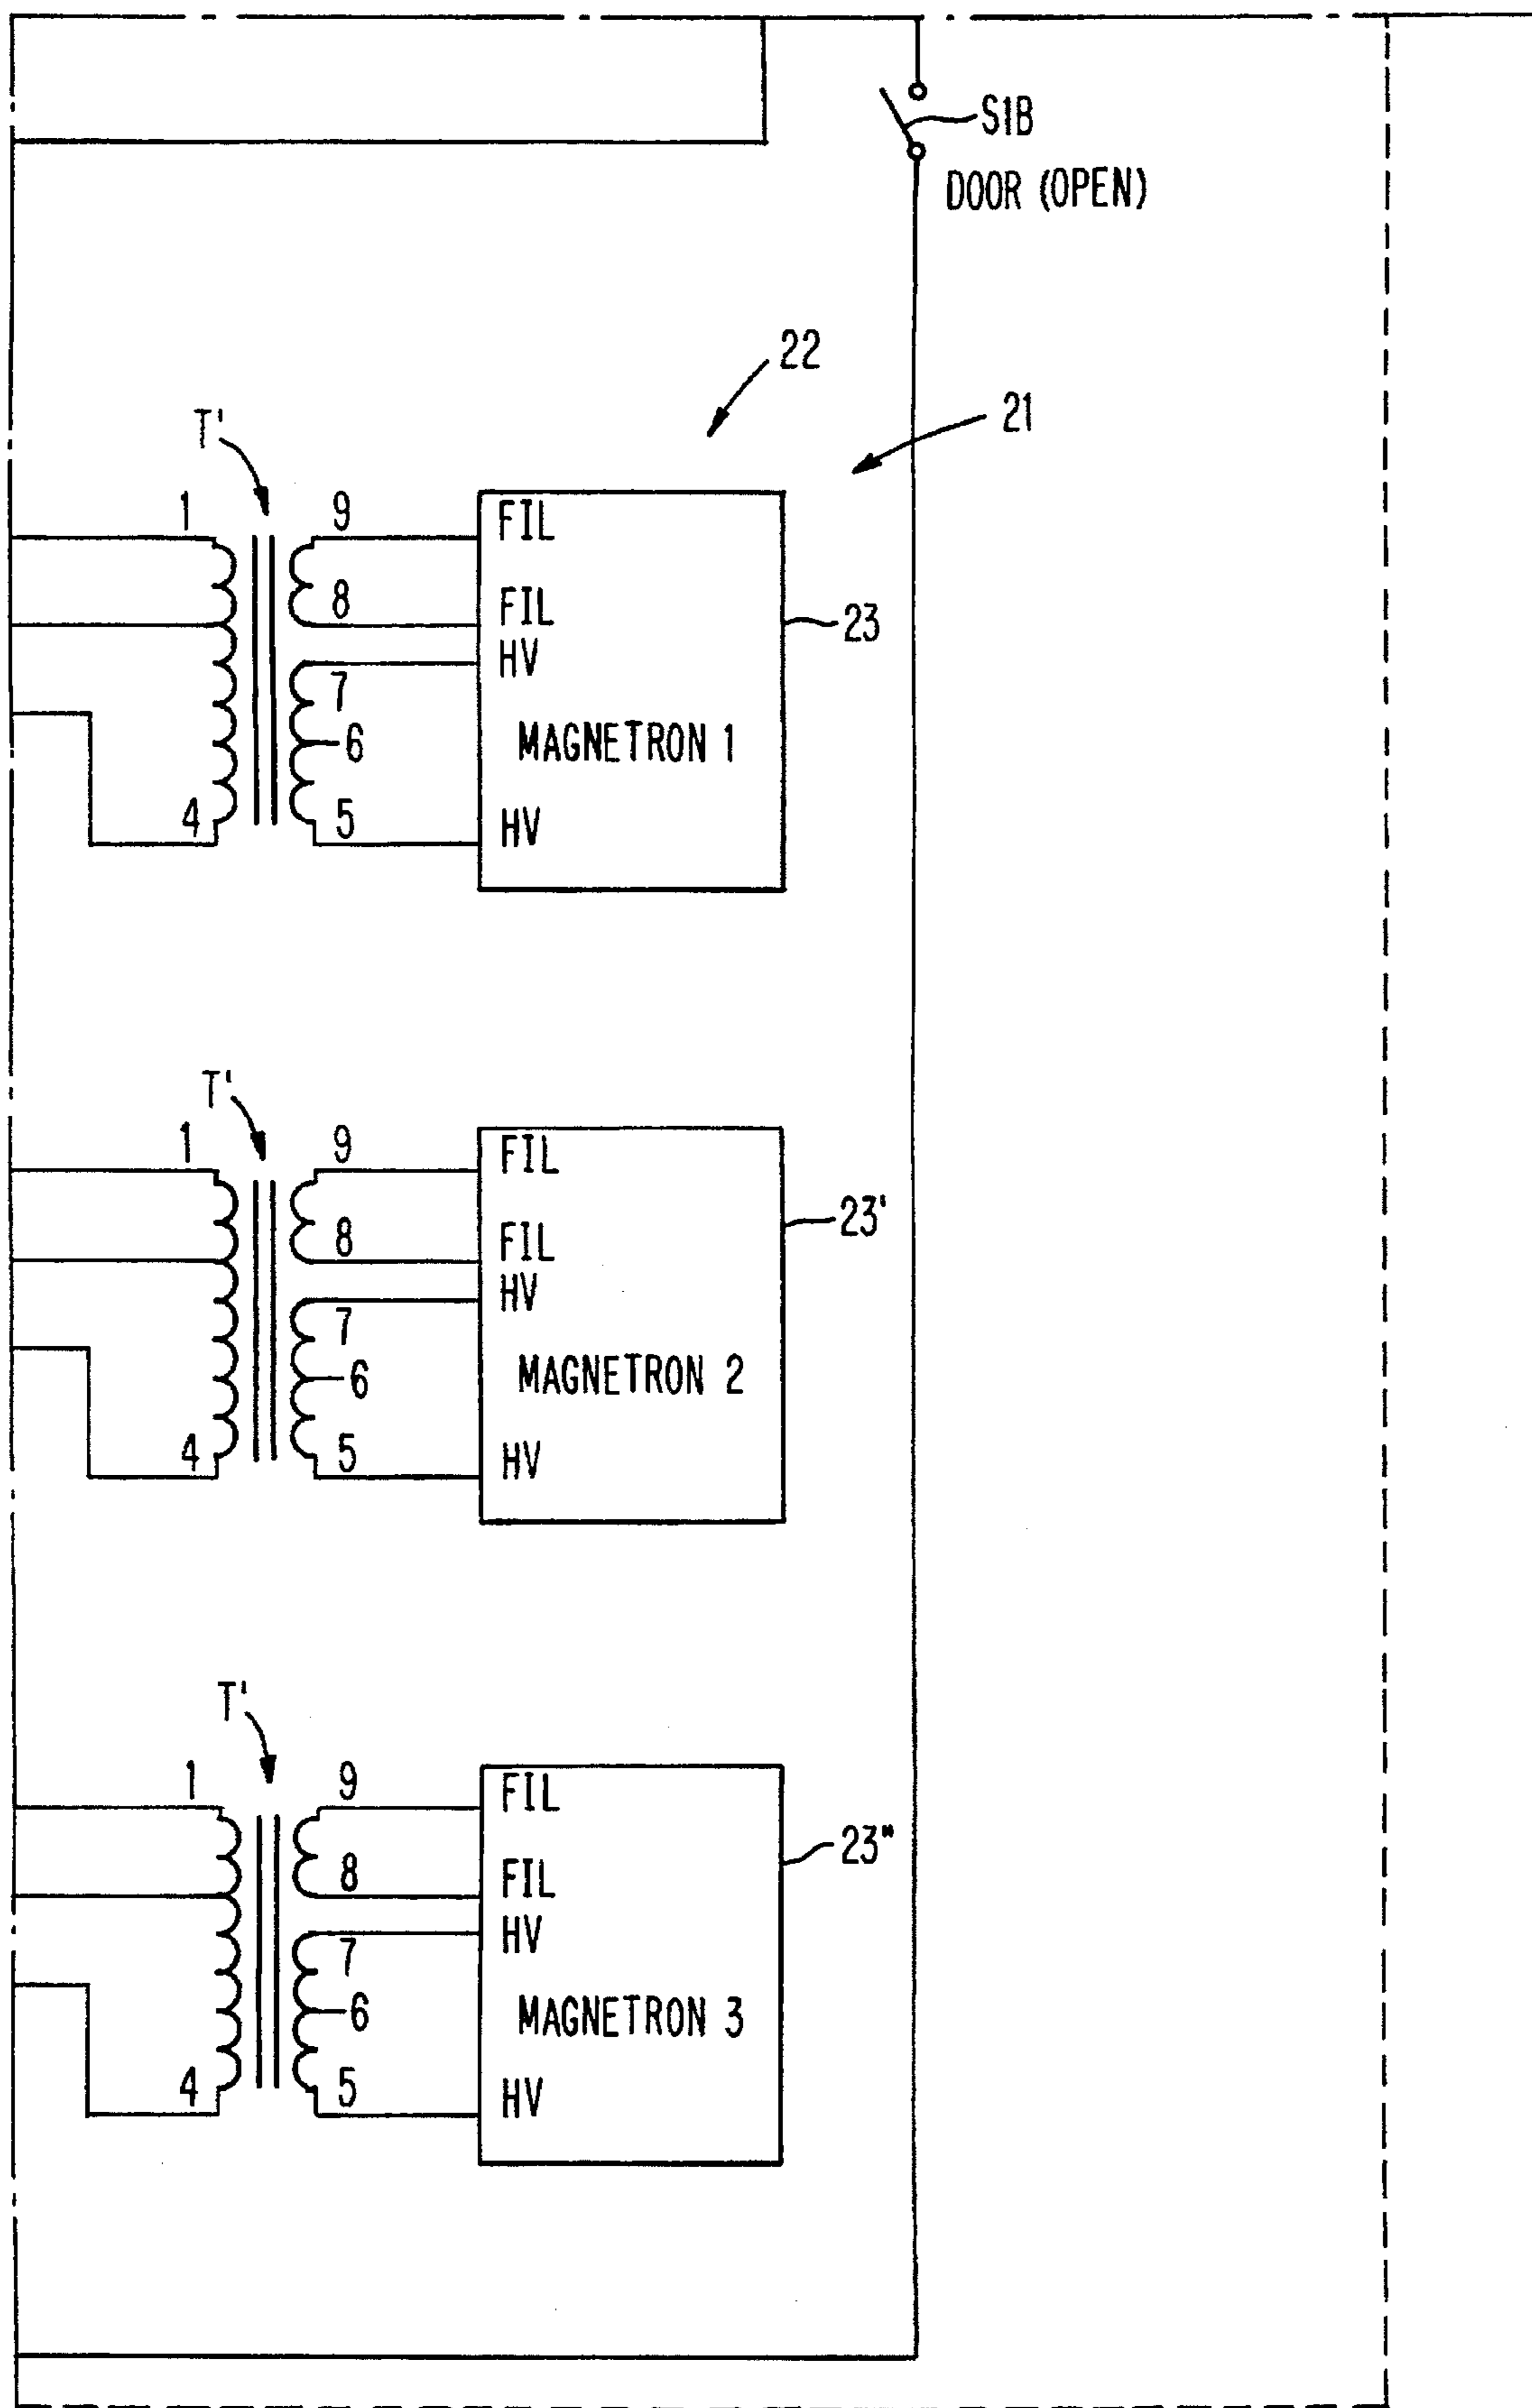 S1B
DOOR (OPEN)
22
21
T'
1
9
FIL
8
FIL
23
HV
7
6
MAGNETRON 1
4
5
HV
T'
1
9
FIL
23'
8
FIL
HV
7
6
MAGNETRON 2
4
5
HV
T'
1
9
FIL
23"
8
FIL
HV
7
6
MAGNETRON 3
4
5
HV